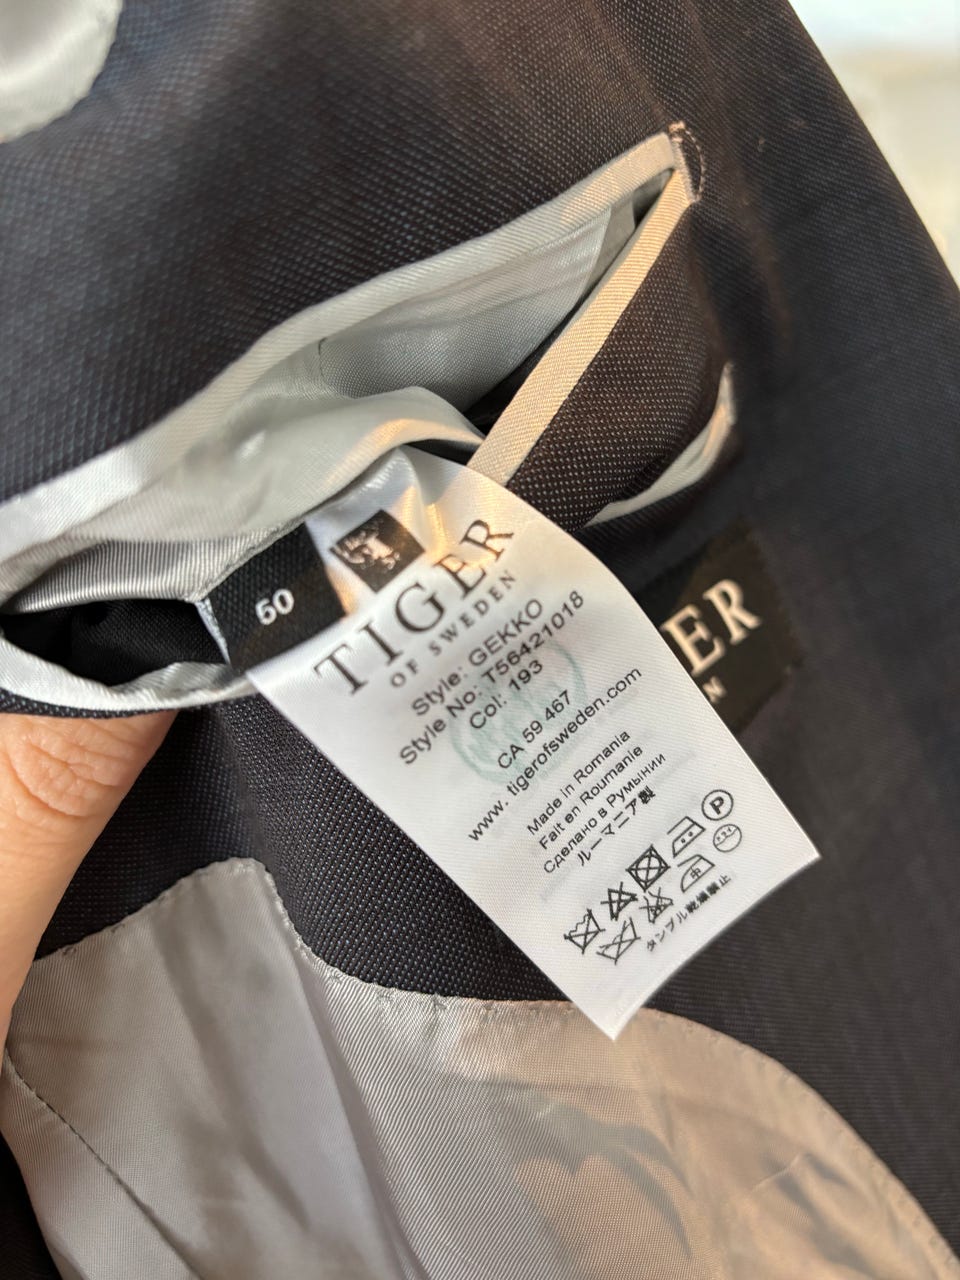 50
TIGER
OF SWEDEN
Style: GEKKO
Style No: T56421018
Col: 193
CA 59 467
www.tigerofsweden.com
Made in Romania
Fait en Roumanie
Сделано в Румынии
ルーマニア製
P
タンブル乾燥禁止
ER
N